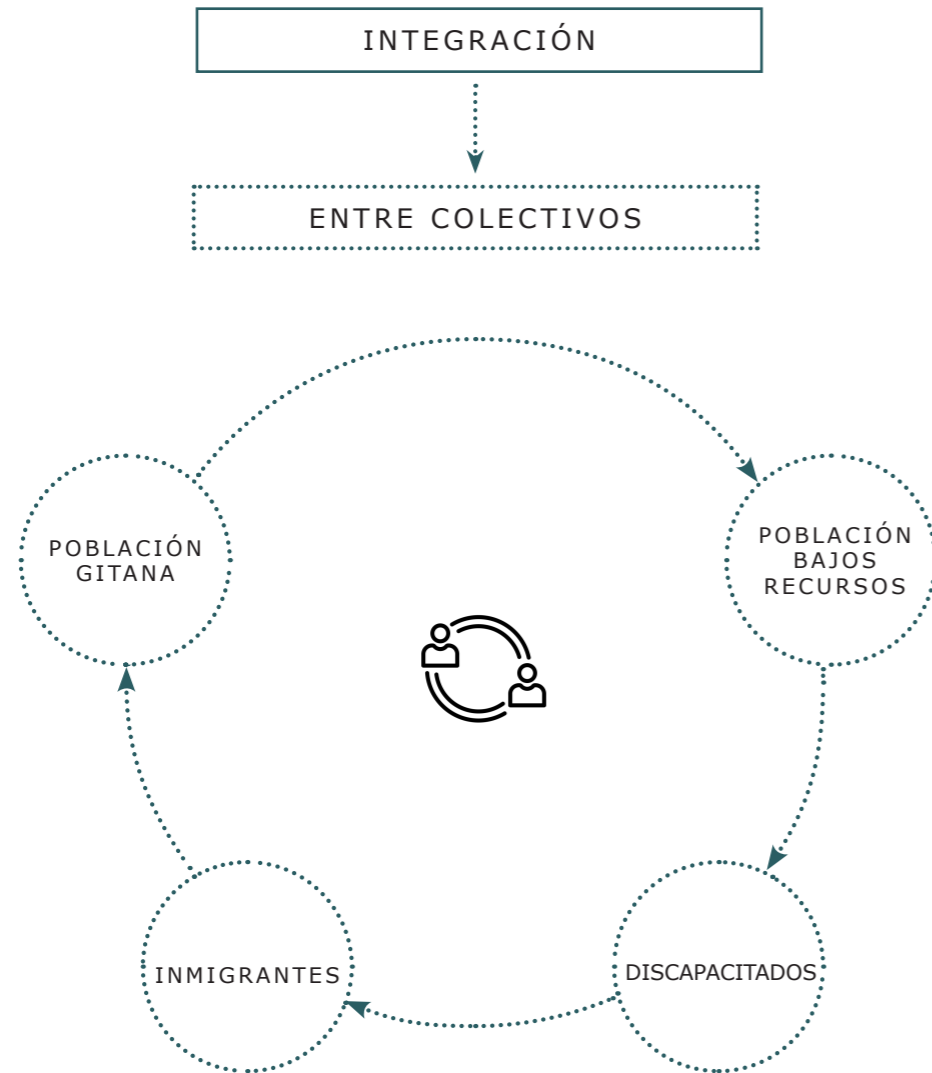 INTEGRACIÓN
ENTRE COLECTIVOS
POBLACIÓN
GITANA
POBLACIÓN
BAJOS
RECURSOS
INMIGRANTES
DISCAPACITADOS